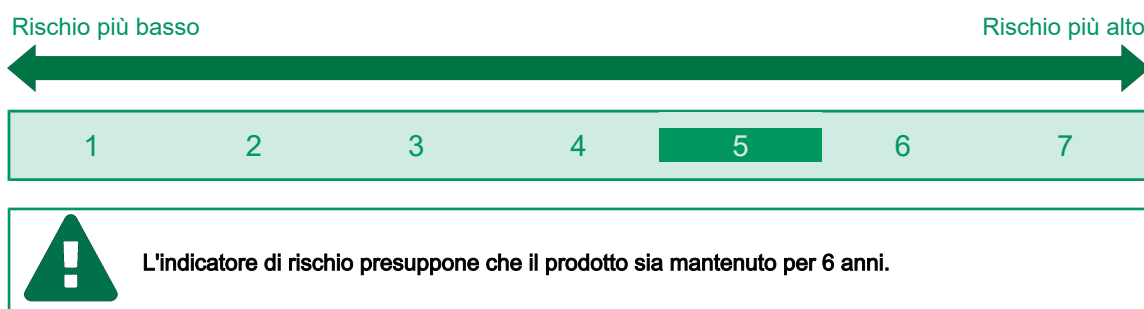 Rischio più basso Rischio più alto
1 2 3 4 5 6 7
L'indicatore di rischio presuppone che il prodotto sia mantenuto per 6 anni.